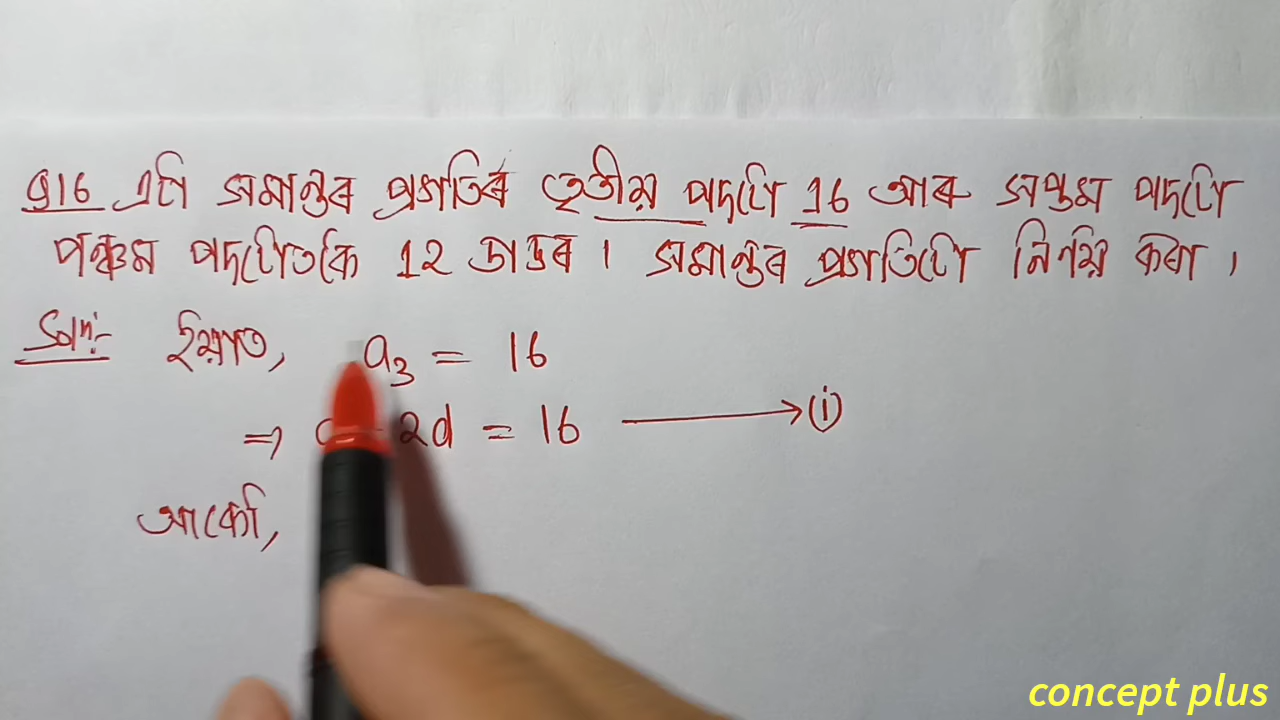 Q16 এটা সমান্তৰ প্ৰগতিৰ তৃতীয় পদটো 16 আৰু সপ্তম পদটো
পঞ্চম পদটোতকৈ 12 ডাঙৰ । সমান্তৰ প্ৰগতিটো নিৰ্ণয় কৰা ।
ইয়াত, a₃ = 16
⇒ 2d = 16 ⟶ (i)
আকৌ,
concept plus